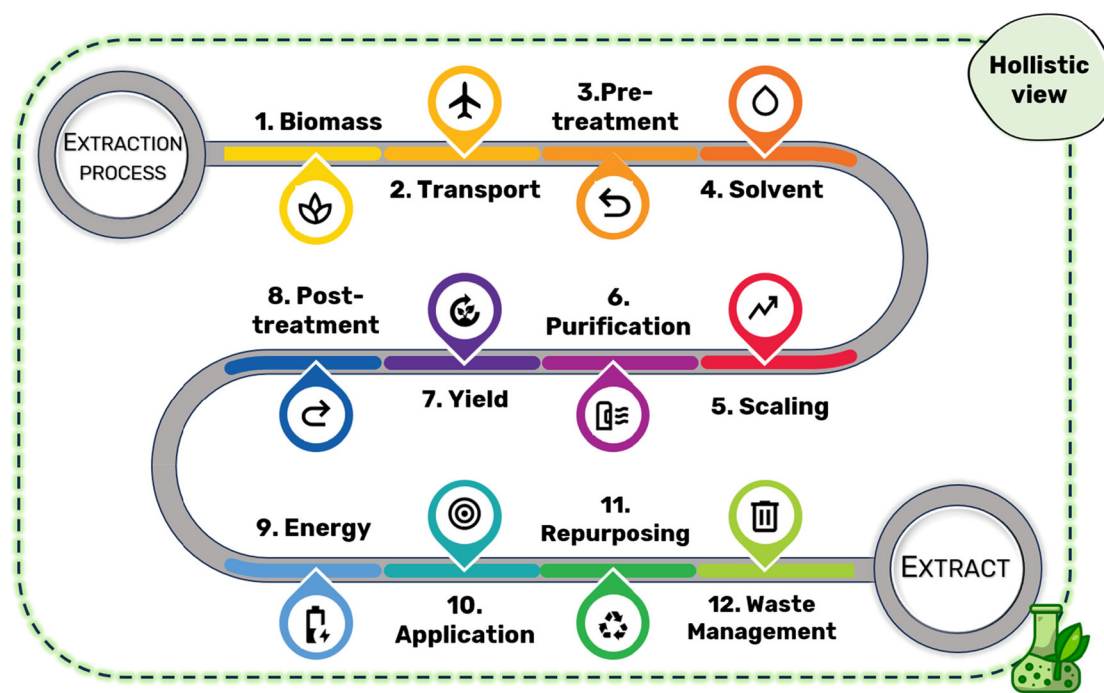 Hollistic
view
EXTRACTION
PROCESS
1. Biomass
2. Transport
3.Pre-
treatment
4. Solvent
5. Scaling
6.
Purification
7. Yield
8. Post-
treatment
9. Energy
10.
Application
11.
Repurposing
12. Waste
Management
EXTRACT